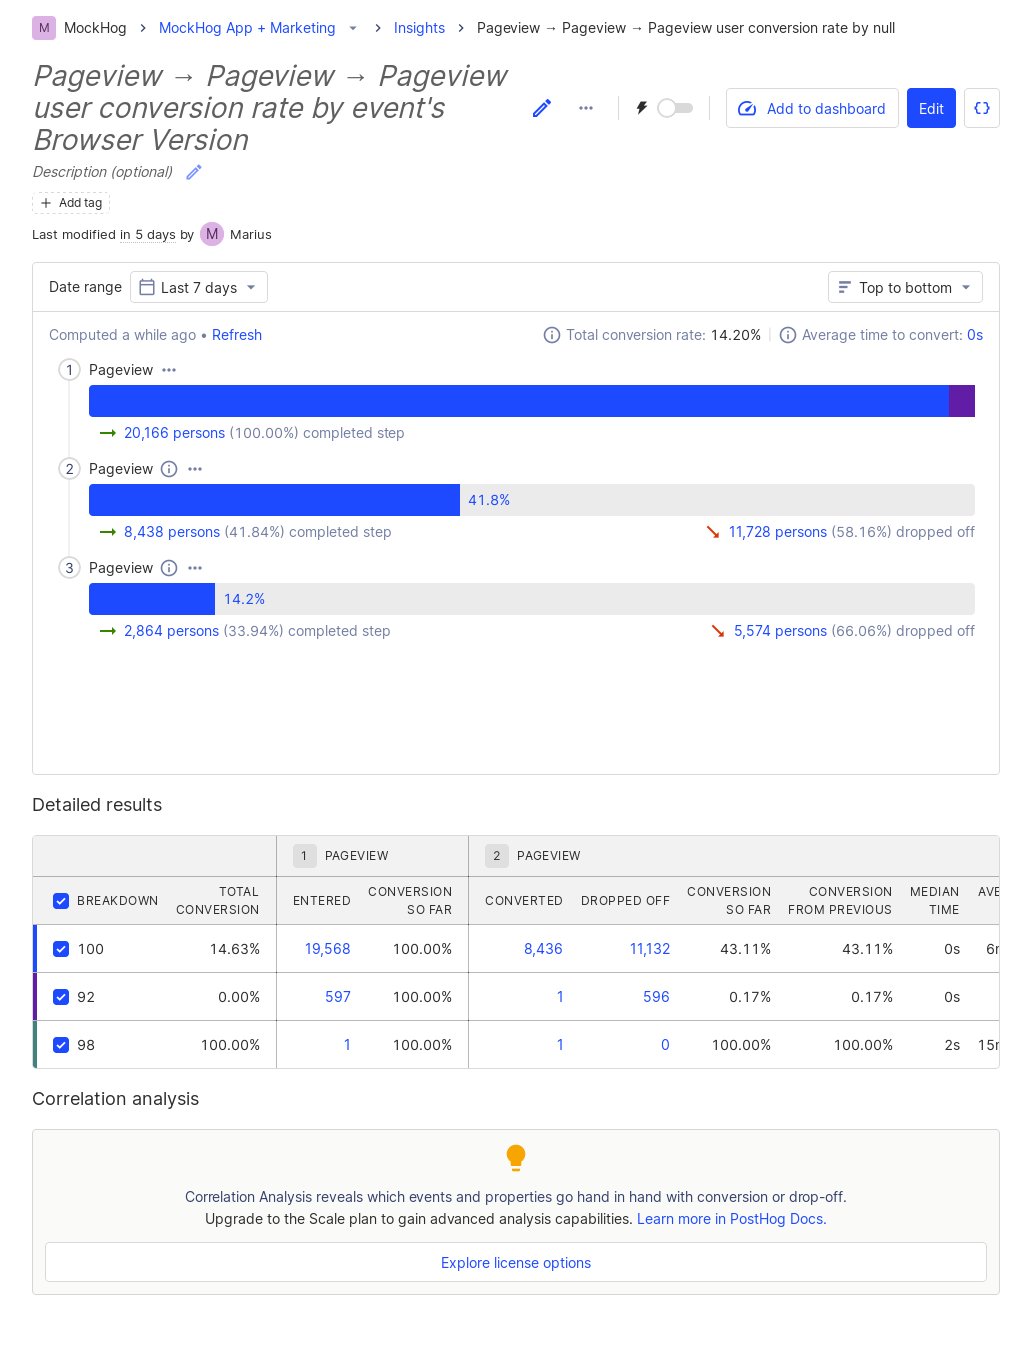 M MockHog > MockHog App + Marketing > Insights > Pageview → Pageview → Pageview user conversion rate by null
Pageview → Pageview → Pageview
user conversion rate by event's
Browser Version
Add to dashboard
Edit
Description (optional)
Add tag
Last modified in 5 days by M Marius
Date range Last 7 days Top to bottom
Computed a while ago • Refresh Total conversion rate: 14.20% Average time to convert: 0s
1 Pageview
20,166 persons (100.00%) completed step
2 Pageview
41.8%
8,438 persons (41.84%) completed step 11,728 persons (58.16%) dropped off
3 Pageview
14.2%
2,864 persons (33.94%) completed step 5,574 persons (66.06%) dropped off
Detailed results
1 PAGEVIEW 2 PAGEVIEW
BREAKDOWN TOTAL CONVERSION ENTERED CONVERSION SO FAR CONVERTED DROPPED OFF CONVERSION SO FAR CONVERSION FROM PREVIOUS MEDIAN TIME
100 14.63% 19,568 100.00% 8,436 11,132 43.11% 43.11% 0s
92 0.00% 597 100.00% 1 596 0.17% 0.17% 0s
98 100.00% 1 100.00% 1 0 100.00% 100.00% 2s
Correlation analysis
Correlation Analysis reveals which events and properties go hand in hand with conversion or drop-off.
Upgrade to the Scale plan to gain advanced analysis capabilities. Learn more in PostHog Docs.
Explore license options